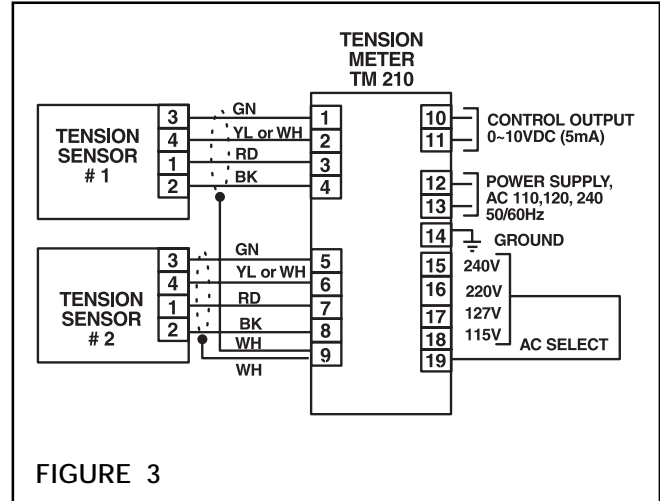 TENSION
METER
TM 210
TENSION
SENSOR
# 1
3
4
1
2
GN
YL or WH
RD
BK
1
2
3
4
TENSION
SENSOR
# 2
3
4
1
2
GN
YL or WH
RD
BK
WH
WH
5
6
7
8
9
10
11
CONTROL OUTPUT
0~10VDC (5mA)
12
13
POWER SUPPLY,
AC 110,120, 240
50/60Hz
14
GROUND
15 240V
16 220V
17 127V
18 115V
19
AC SELECT
FIGURE 3